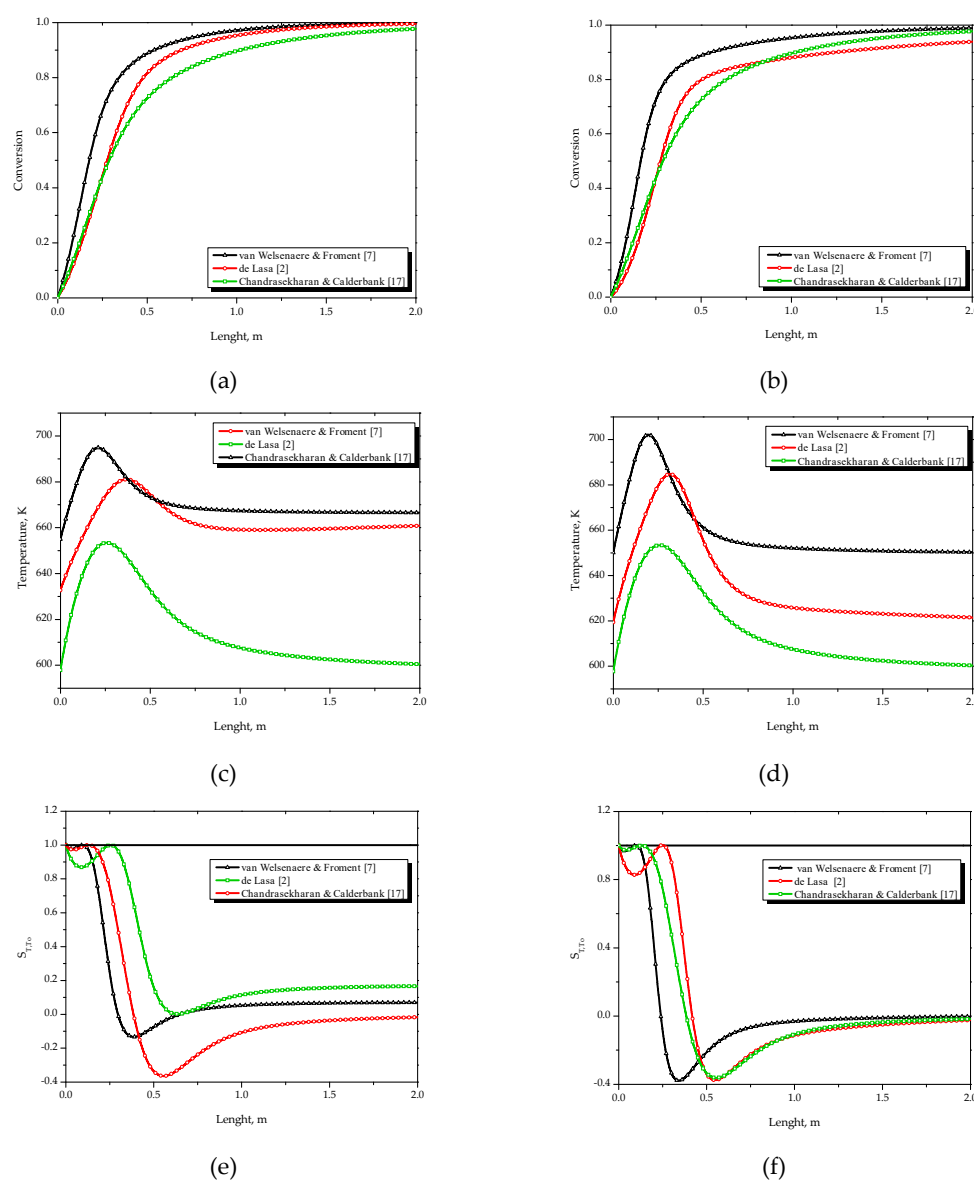 1.0
0.8
0.6
0.4
0.2
0.0
Conversion
van Welsenaere & Froment [7]
de Lasa [2]
Chandrasekharan & Calderbank [17]
0.0 0.5 1.0 1.5 2.0
Lenght, m
(a)
1.0
0.8
0.6
0.4
0.2
0.0
Conversion
van Welsenaere & Froment [7]
de Lasa [2]
Chandrasekharan & Calderbank [17]
0.0 0.5 1.0 1.5 2.0
Lenght, m
(b)
700
680
660
640
620
600
Temperature, K
van Welsenaere & Froment [7]
de Lasa [2]
Chandrasekharan & Calderbank [17]
0.0 0.5 1.0 1.5 2.0
Lenght, m
(c)
700
680
660
640
620
600
Temperature, K
van Welsenaere & Froment [7]
de Lasa [2]
Chandrasekharan & Calderbank [17]
0.0 0.5 1.0 1.5 2.0
Lenght, m
(d)
1.2
1.0
0.8
0.4
0.0
-0.4
S_T,To
van Welsenaere & Froment [7]
de Lasa [2]
Chandrasekharan & Calderbank [17]
0.0 0.5 1.0 1.5 2.0
Lenght, m
(e)
1.2
1.0
0.8
0.4
0.0
-0.4
S_T,To
van Welsenaere & Froment [7]
de Lasa [2]
Chandrasekharan & Calderbank [17]
0.0 0.5 1.0 1.5 2.0
Lenght, m
(f)